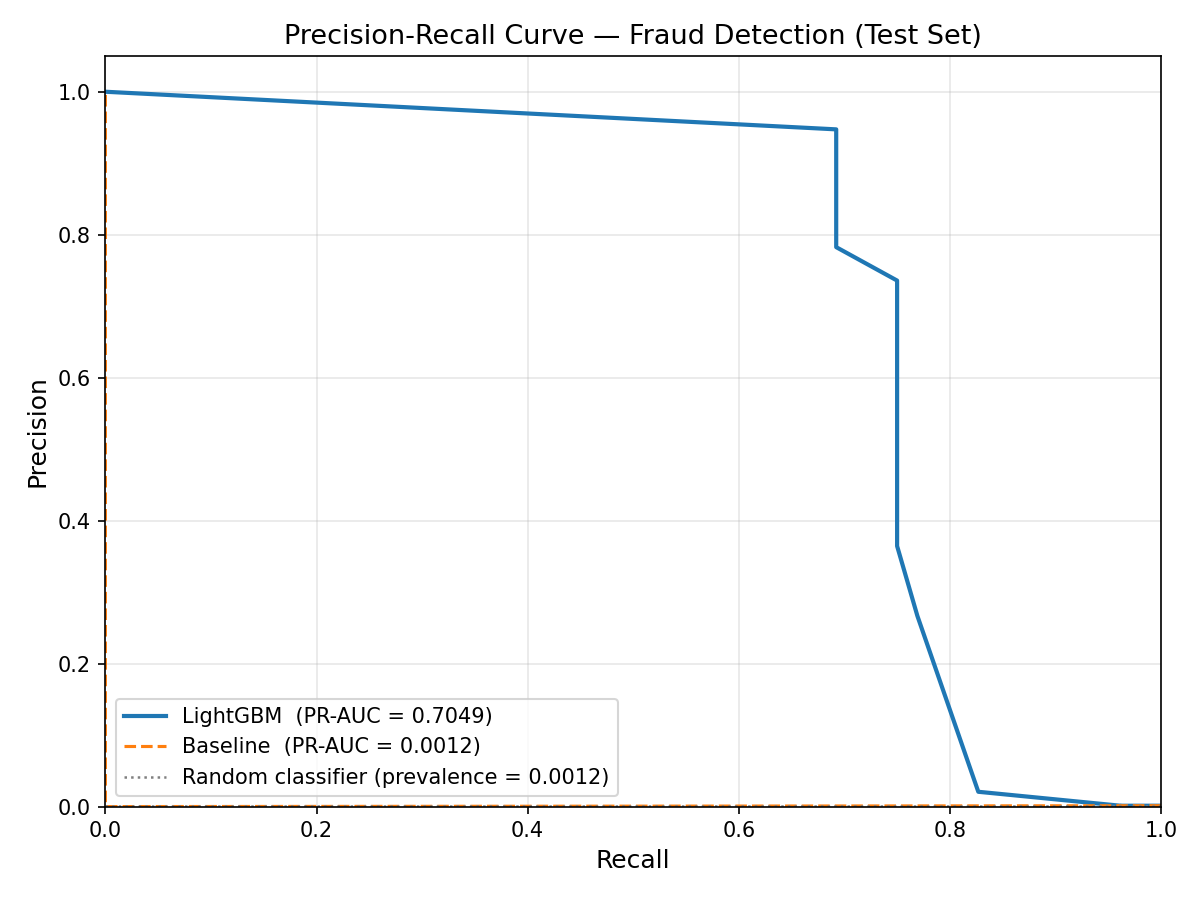 Precision-Recall Curve — Fraud Detection (Test Set)
Precision
1.0
0.8
0.6
0.4
0.2
0.0
LightGBM (PR-AUC = 0.7049)
Baseline (PR-AUC = 0.0012)
Random classifier (prevalence = 0.0012)
0.0 0.2 0.4 0.6 0.8 1.0
Recall